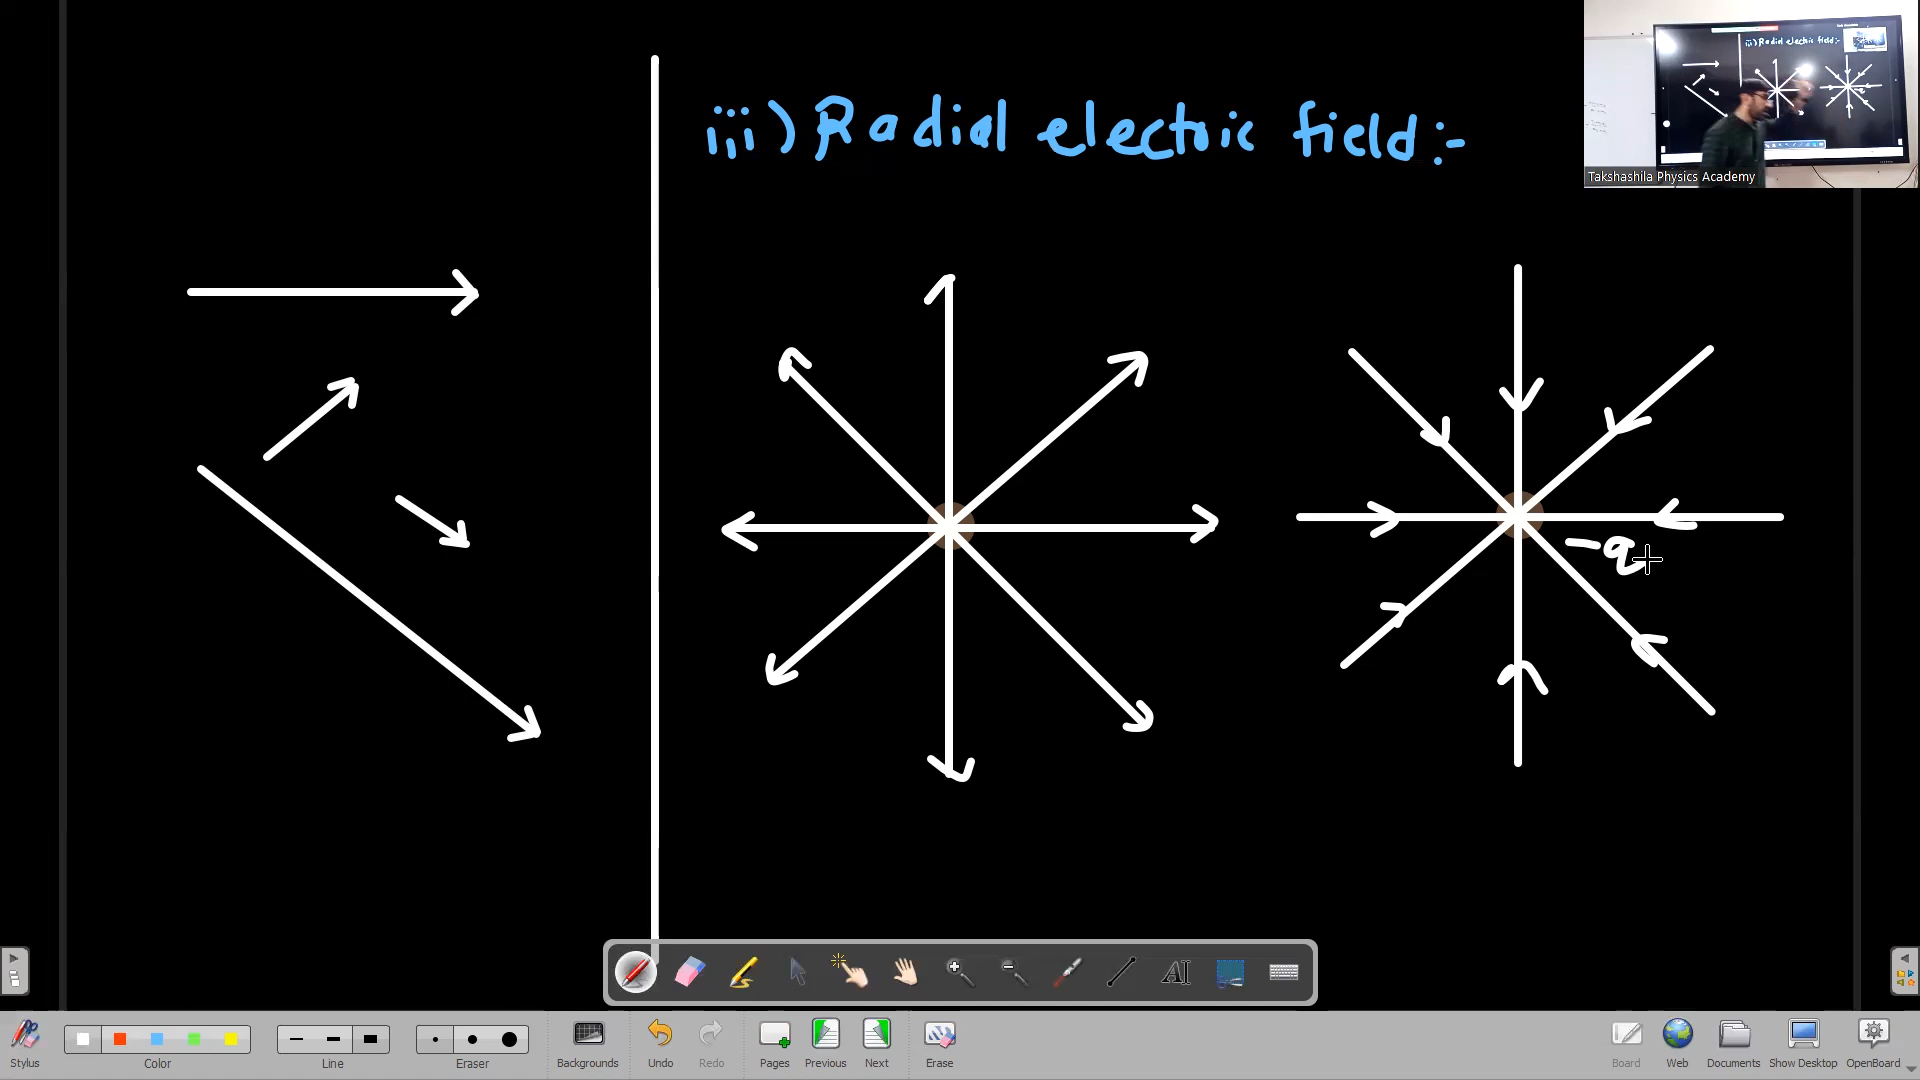 iii) Radial electric field:-
Takshashila Physics Academy
-q
Stylus
Color
Line
Eraser
Backgrounds
Undo
Redo
Pages
Previous
Next
Erase
Board
Web
Documents
Show Desktop
OpenBoard